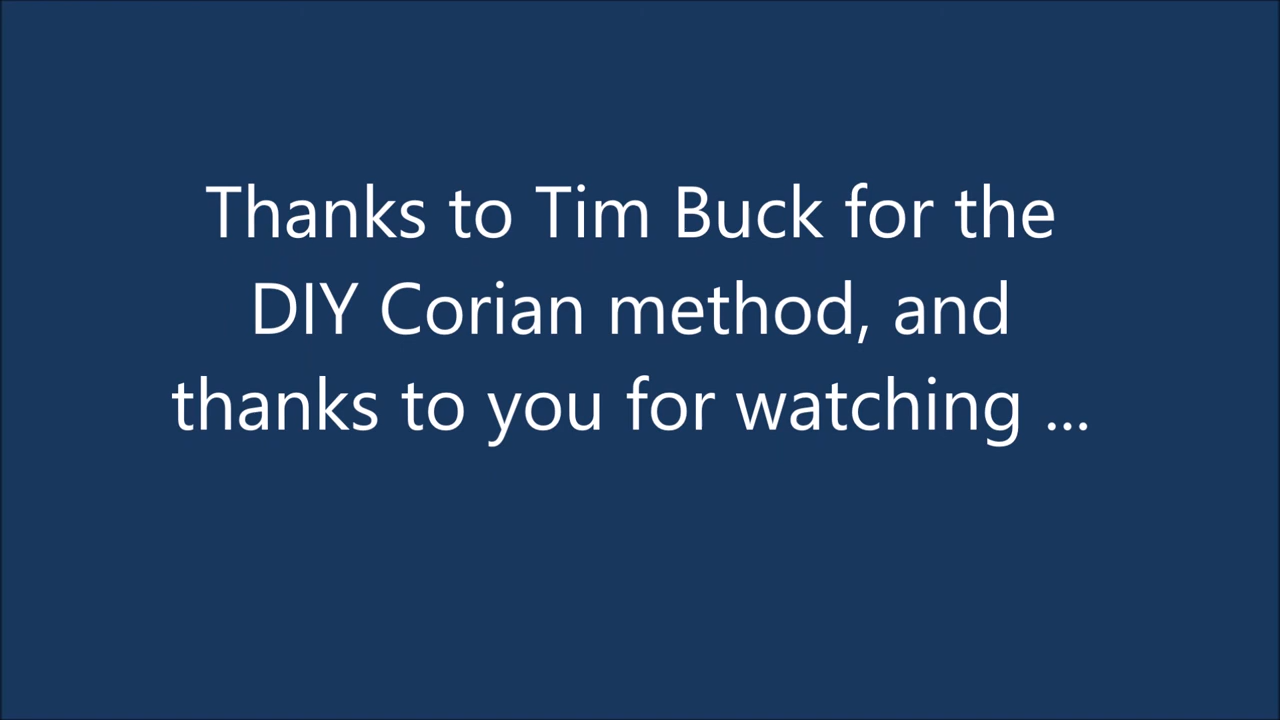 Thanks to Tim Buck for the
DIY Corian method, and
thanks to you for watching ...